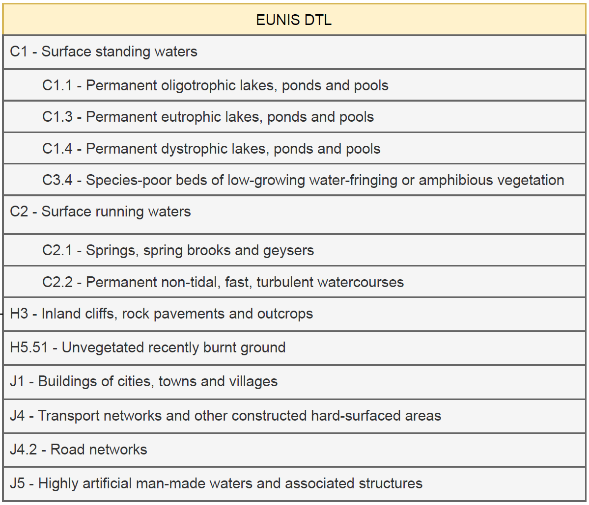 EUNIS DTL
C1 - Surface standing waters
C1.1 - Permanent oligotrophic lakes, ponds and pools
C1.3 - Permanent eutrophic lakes, ponds and pools
C1.4 - Permanent dystrophic lakes, ponds and pools
C3.4 - Species-poor beds of low-growing water-fringing or amphibious vegetation
C2 - Surface running waters
C2.1 - Springs, spring brooks and geysers
C2.2 - Permanent non-tidal, fast, turbulent watercourses
H3 - Inland cliffs, rock pavements and outcrops
H5.51 - Unvegetated recently burnt ground
J1 - Buildings of cities, towns and villages
J4 - Transport networks and other constructed hard-surfaced areas
J4.2 - Road networks
J5 - Highly artificial man-made waters and associated structures